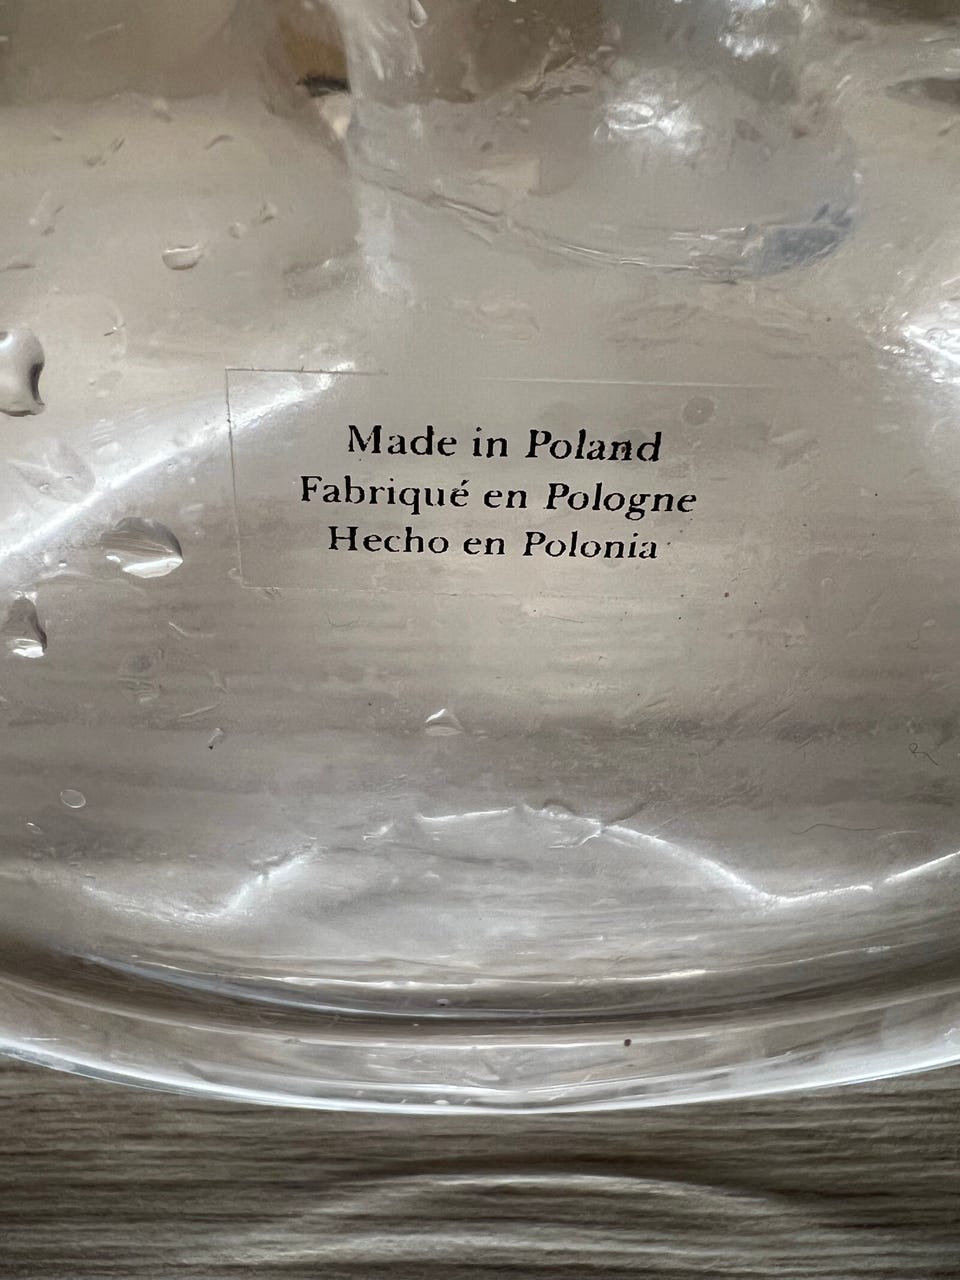 Made in Poland
Fabriqué en Pologne
Hecho en Polonia